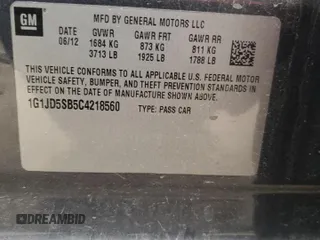 GM
MFD BY GENERAL MOTORS LLC
06/12 GVWR GAWR FRT GAWR RR
1684 KG 873 KG 811 KG
3713 LB 1925 LB 1788 LB
THIS VEHICLE CONFORMS TO ALL APPLICABLE U.S. FEDERAL MOTOR
VEHICLE SAFETY, BUMPER, AND THEFT PREVENTION STANDARDS
IN EFFECT ON THE DATE OF MANUFACTURE SHOWN ABOVE.
1G1JD5SB5C4218560 TYPE: PASS CAR
DREAMBID